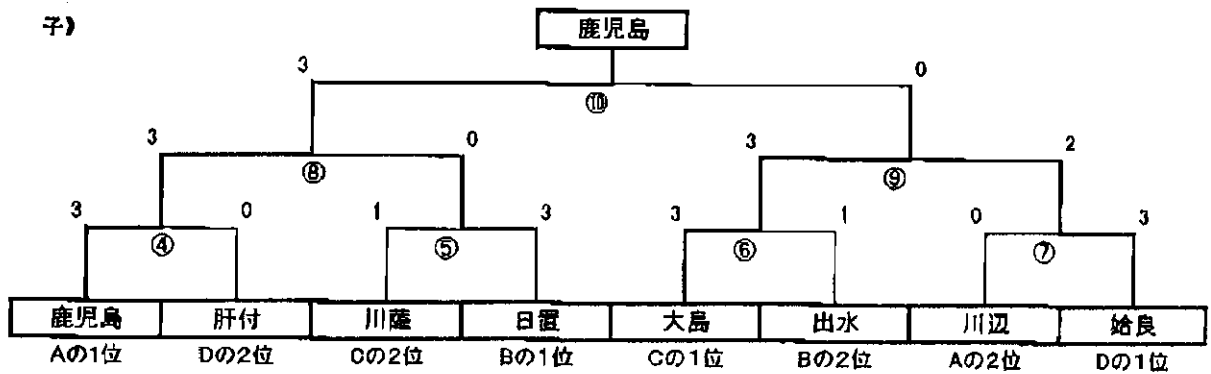 子》
鹿児島
3 0
⑩
3 0 3 2
⑧ ⑨
3 0 1 3 3 1 0 3
④ ⑤ ⑥ ⑦
鹿児島 肝付 川薩 日置 大島 出水 川辺 姶良
Aの1位 Dの2位 Cの2位 Bの1位 Cの1位 Bの2位 Aの2位 Dの1位